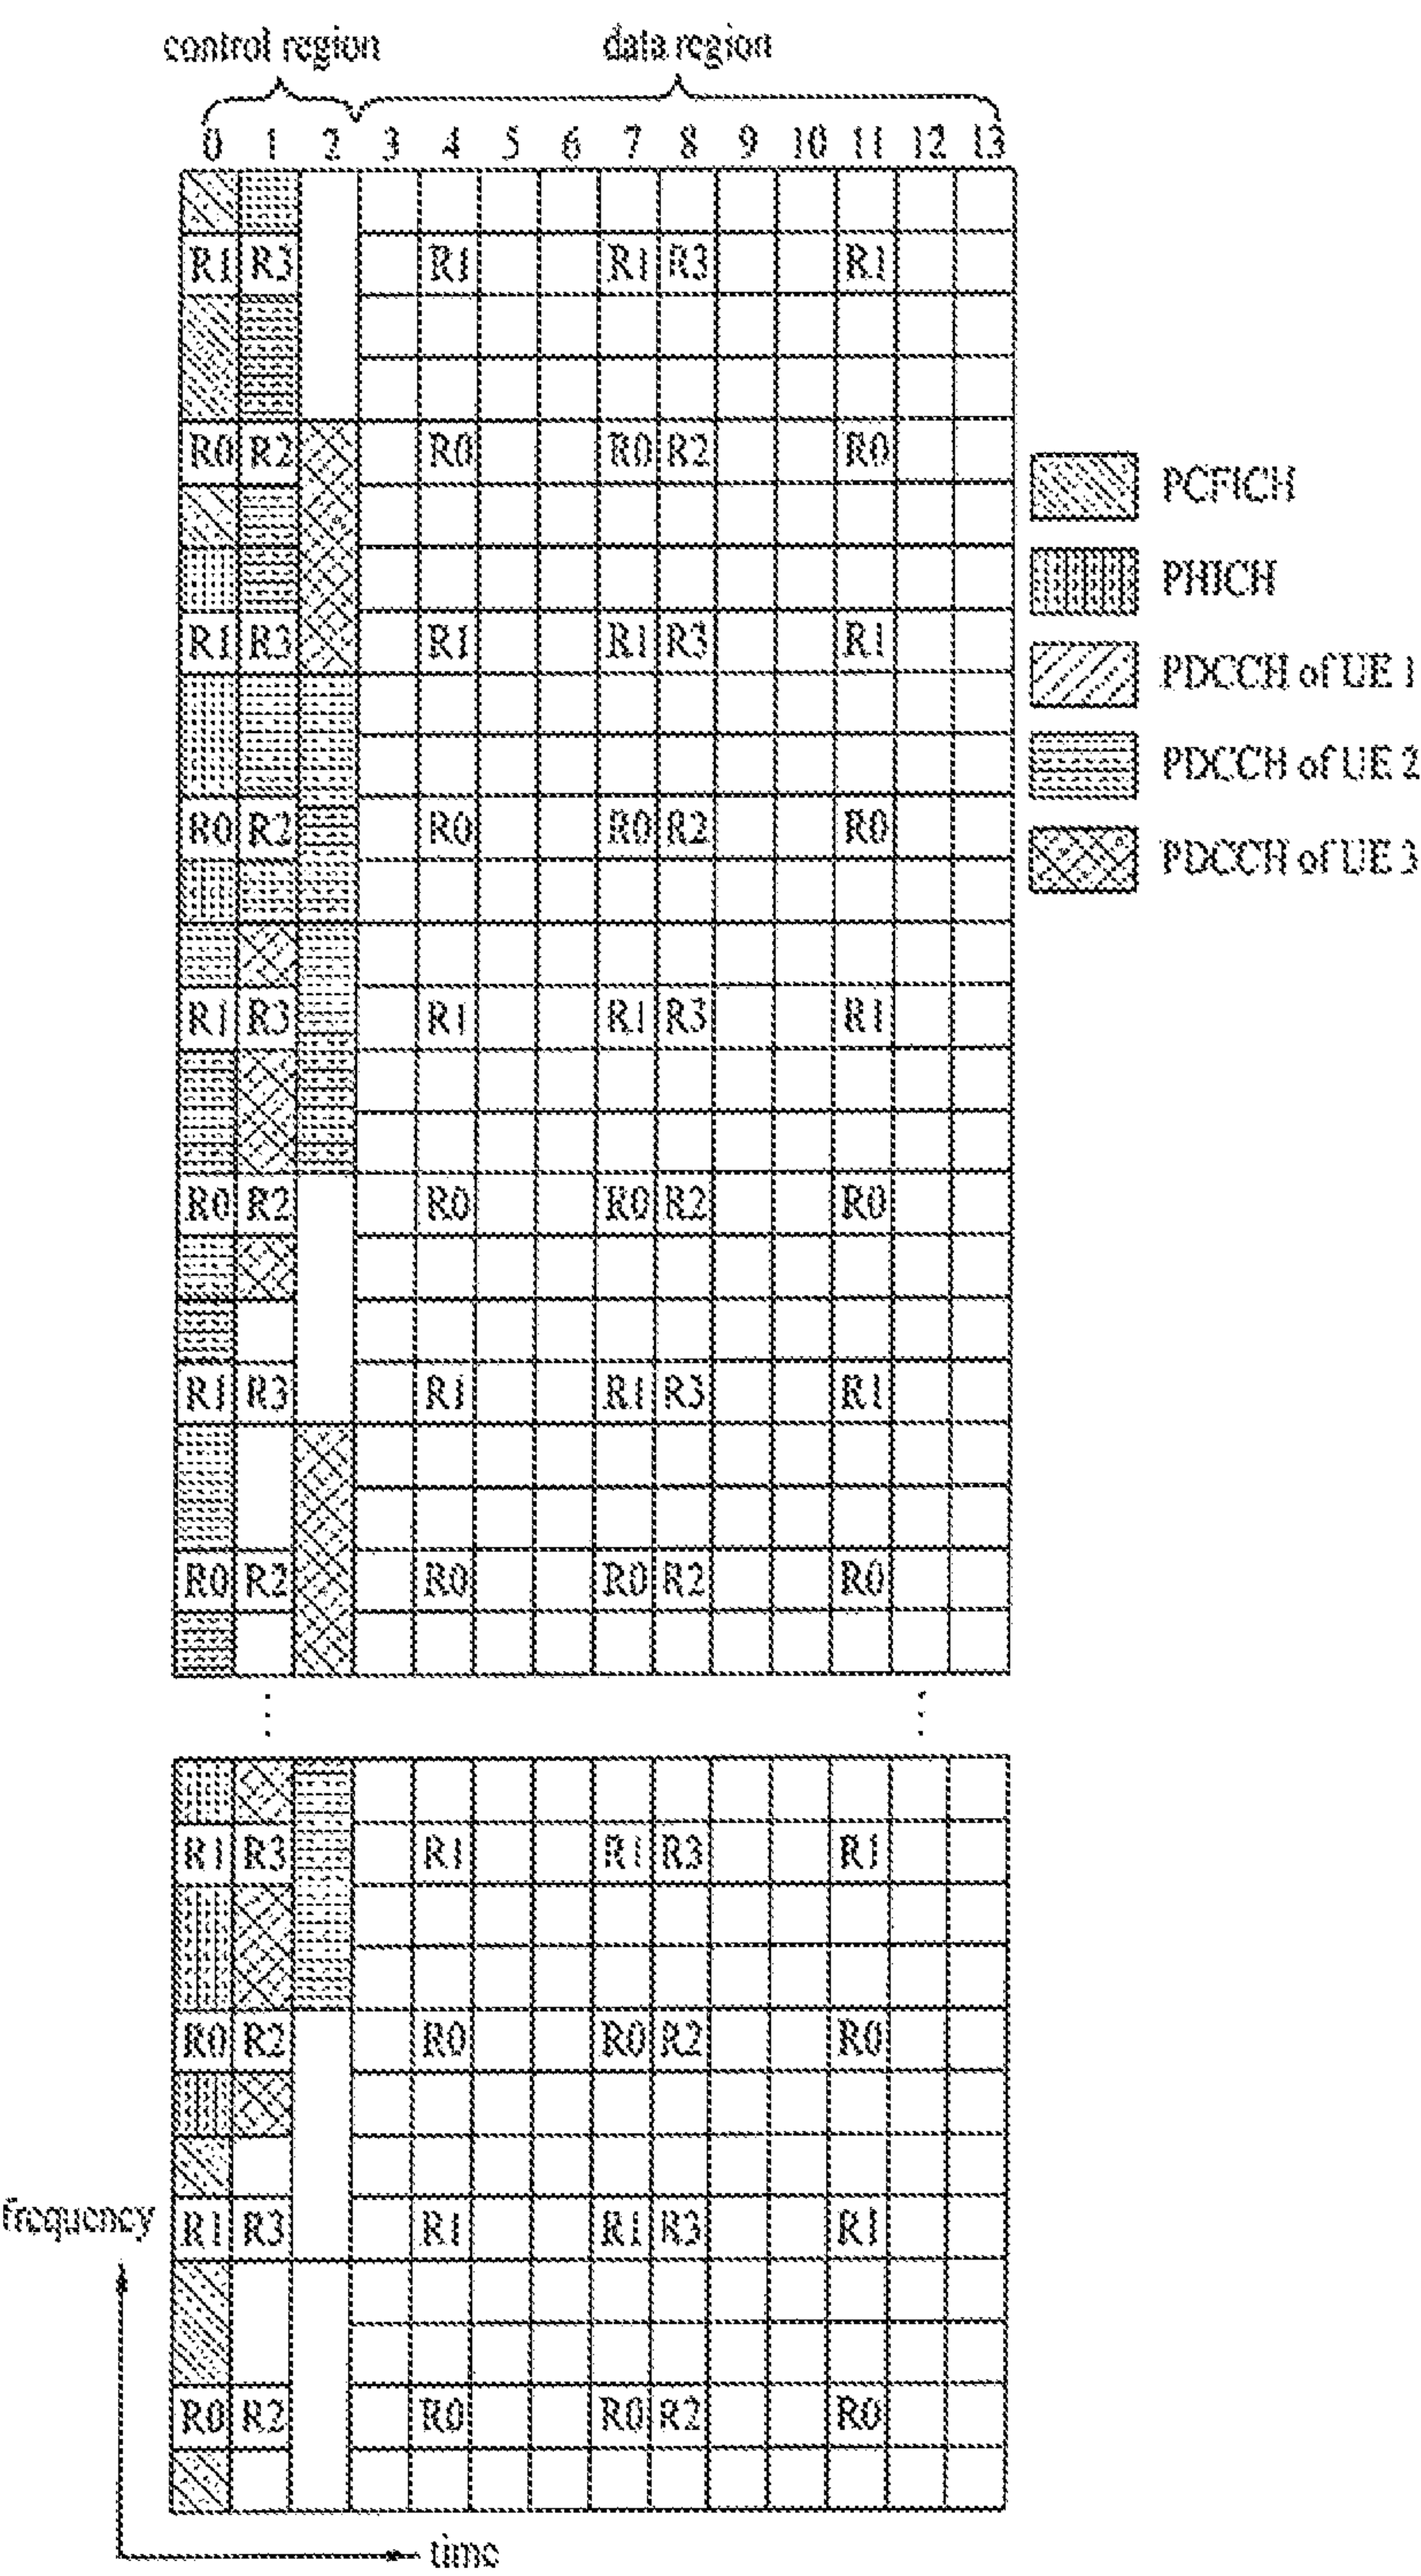 control region data region
0 1 2 3 4 5 6 7 8 9 10 11 12 13
R1 R3 R1 R1 R3 R1
R0 R2 R0 R0 R2 R0
PCFICH
PHICH
R1 R3 R1 R1 R3 R1
PDCCH of UE 1
PDCCH of UE 2
R0 R2 R0 R0 R2 R0
PDCCH of UE 3
R1 R3 R1 R1 R3 R1
R0 R2 R0 R0 R2 R0
R1 R3 R1 R1 R3 R1
R0 R2 R0 R0 R2 R0
R1 R3 R1 R1 R3 R1
R0 R2 R0 R0 R2 R0
frequency R1 R3 R1 R1 R3 R1
R0 R2 R0 R0 R2 R0
time